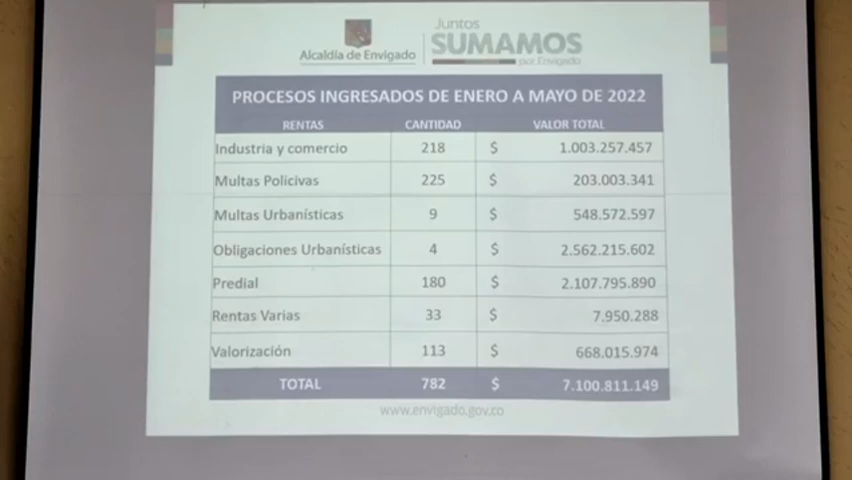 Alcaldía de Envigado
Juntos
SUMAMOS
por Envigado
PROCESOS INGRESADOS DE ENERO A MAYO DE 2022
RENTAS CANTIDAD VALOR TOTAL
Industria y comercio 218 $ 1.003.257.457
Multas Policivas 225 $ 203.003.341
Multas Urbanísticas 9 $ 548.572.597
Obligaciones Urbanísticas 4 $ 2.562.215.602
Predial 180 $ 2.107.795.890
Rentas Varias 33 $ 7.950.288
Valorización 113 $ 668.015.974
TOTAL 782 $ 7.100.811.149
www.envigado.gov.co